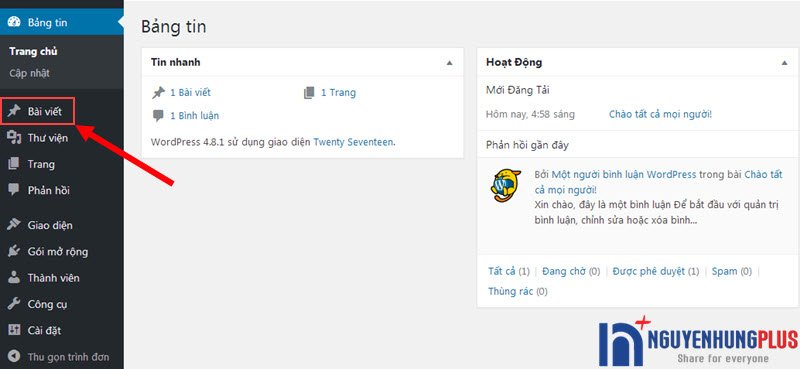 Bảng tin
Trang chủ
Cập nhật
Bài viết
Thư viện
Trang
Phản hồi
Giao diện
Gói mở rộng
Thành viên
Công cụ
Cài đặt
Thu gọn trình đơn
Bảng tin
Tin nhanh
1 Bài viết
1 Trang
1 Bình luận
WordPress 4.8.1 sử dụng giao diện Twenty Seventeen.
Hoạt Động
Mới Đăng Tải
Hôm nay, 4:58 sáng Chào tất cả mọi người!
Phản hồi gần đây
Bởi Một người bình luận WordPress trong bài Chào tất
cả mọi người!
Xin chào, đây là một bình luận Để bắt đầu với quản trị
bình luận, chỉnh sửa hoặc xóa bình...
Tất cả (1) | Đang chờ (0) | Được phê duyệt (1) | Spam (0) |
Thùng rác (0)
h+ NGUYENHUNGPLUS
Share for everyone